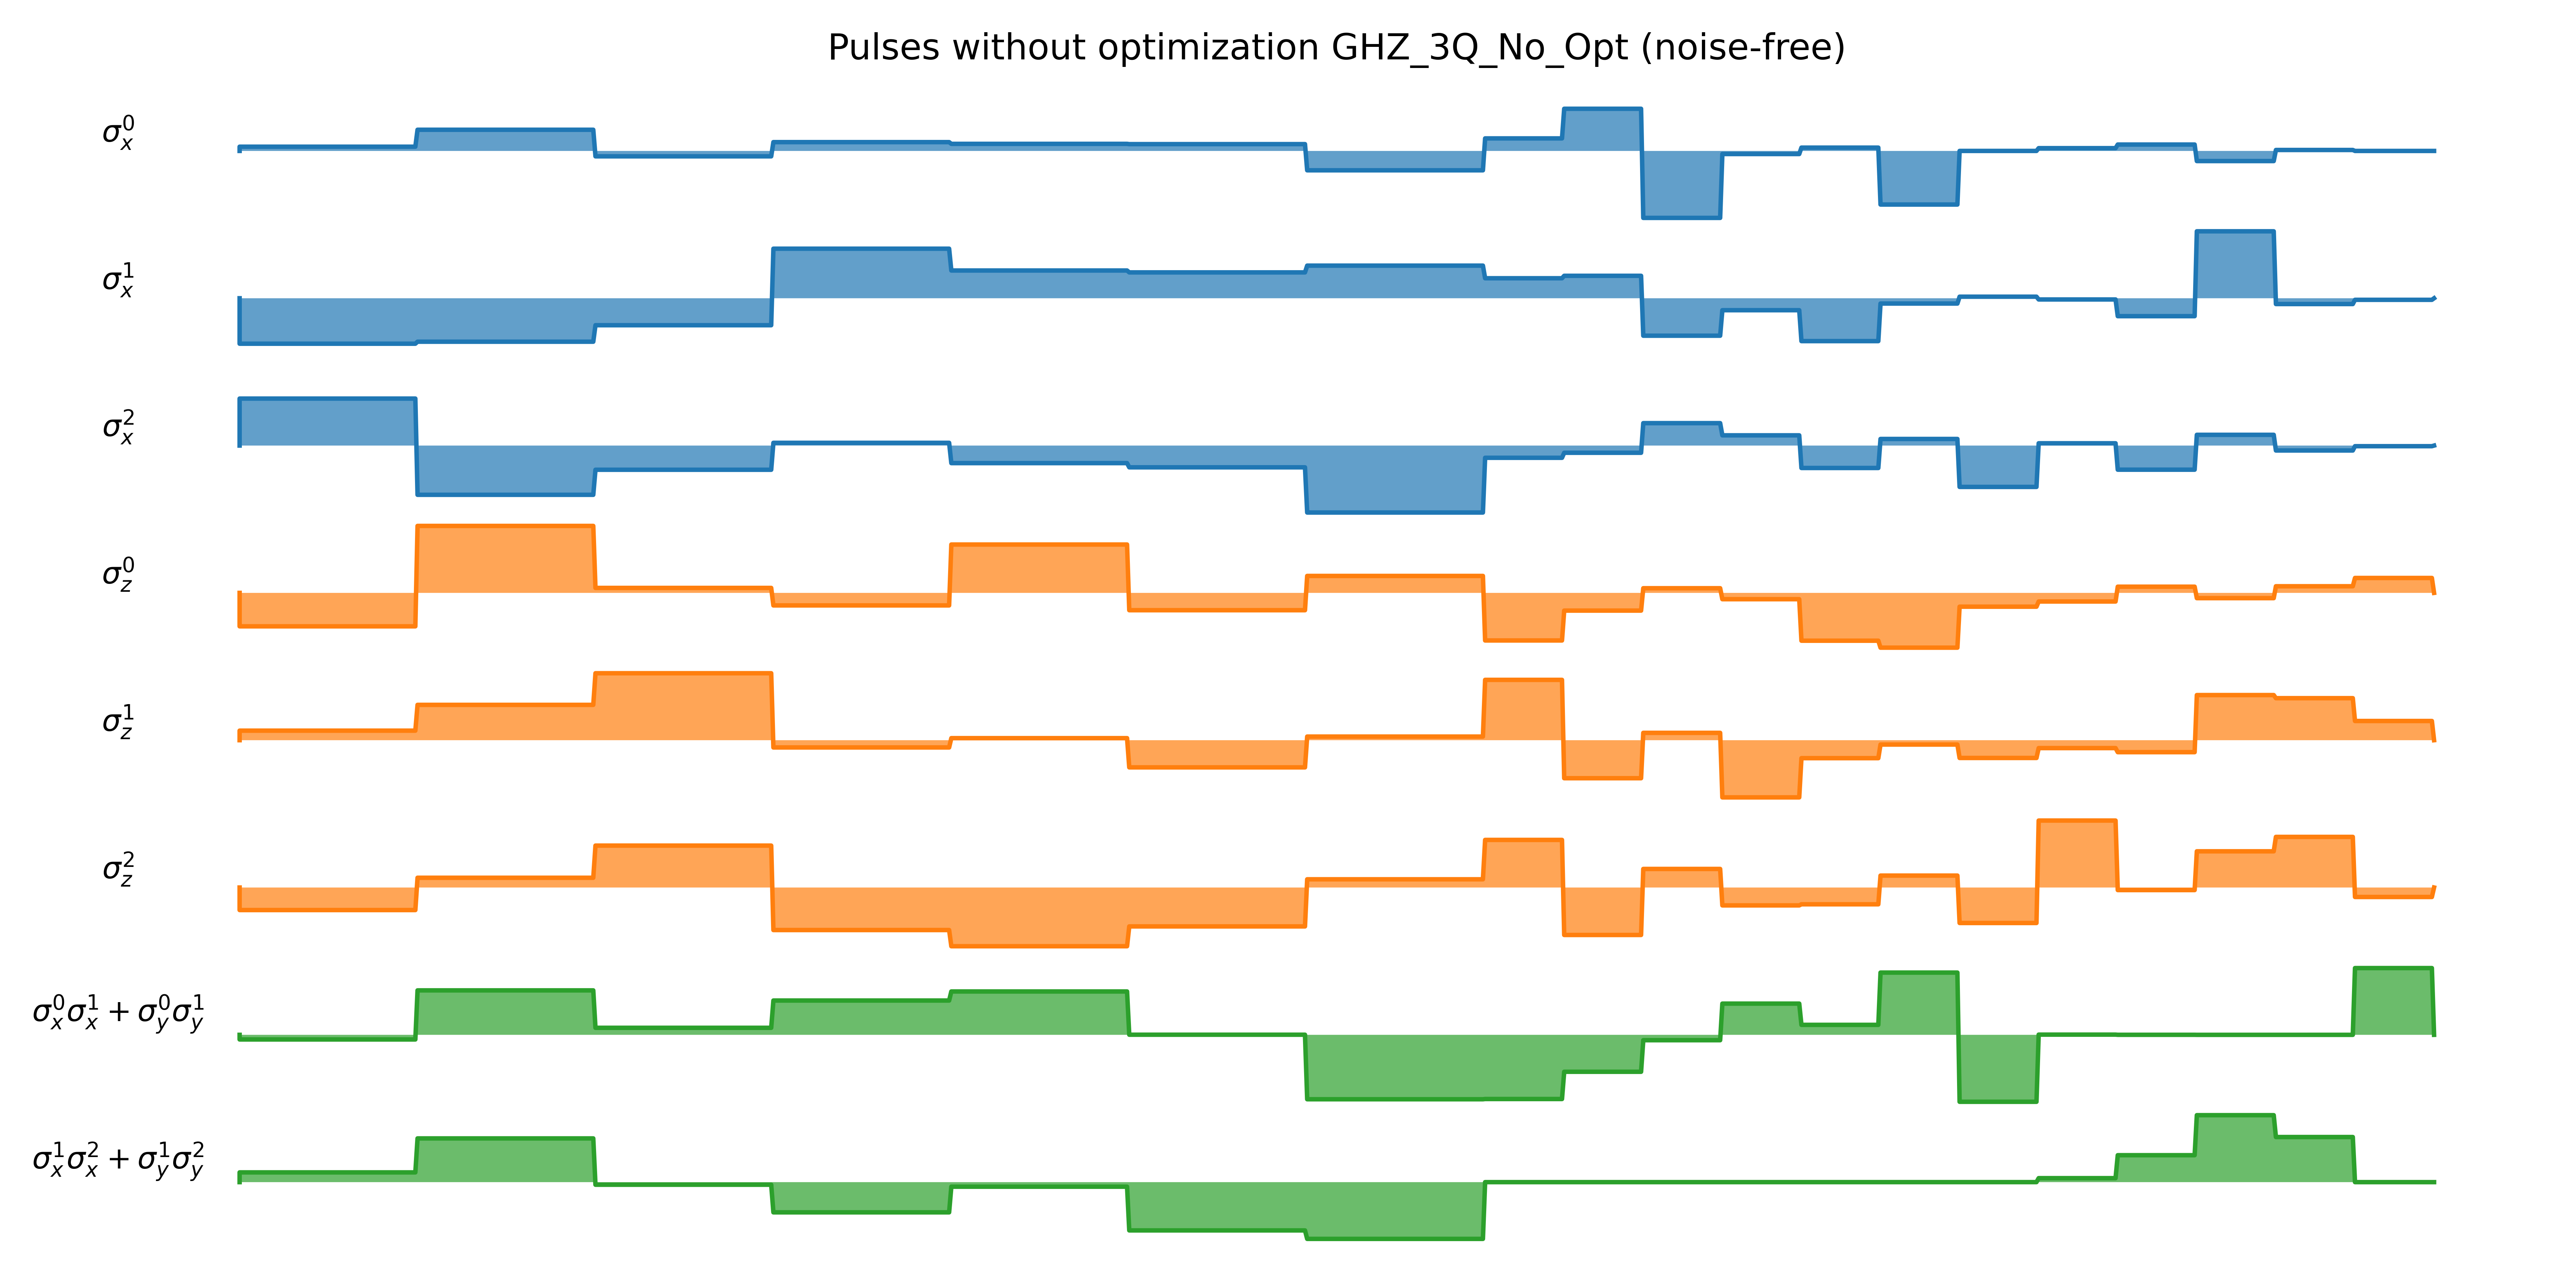 Pulses without optimization GHZ_3Q_No_Opt (noise-free)
σ_x^0
σ_x^1
σ_x^2
σ_z^0
σ_z^1
σ_z^2
σ_x^0σ_x^1 + σ_y^0σ_y^1
σ_x^1σ_x^2 + σ_y^1σ_y^2